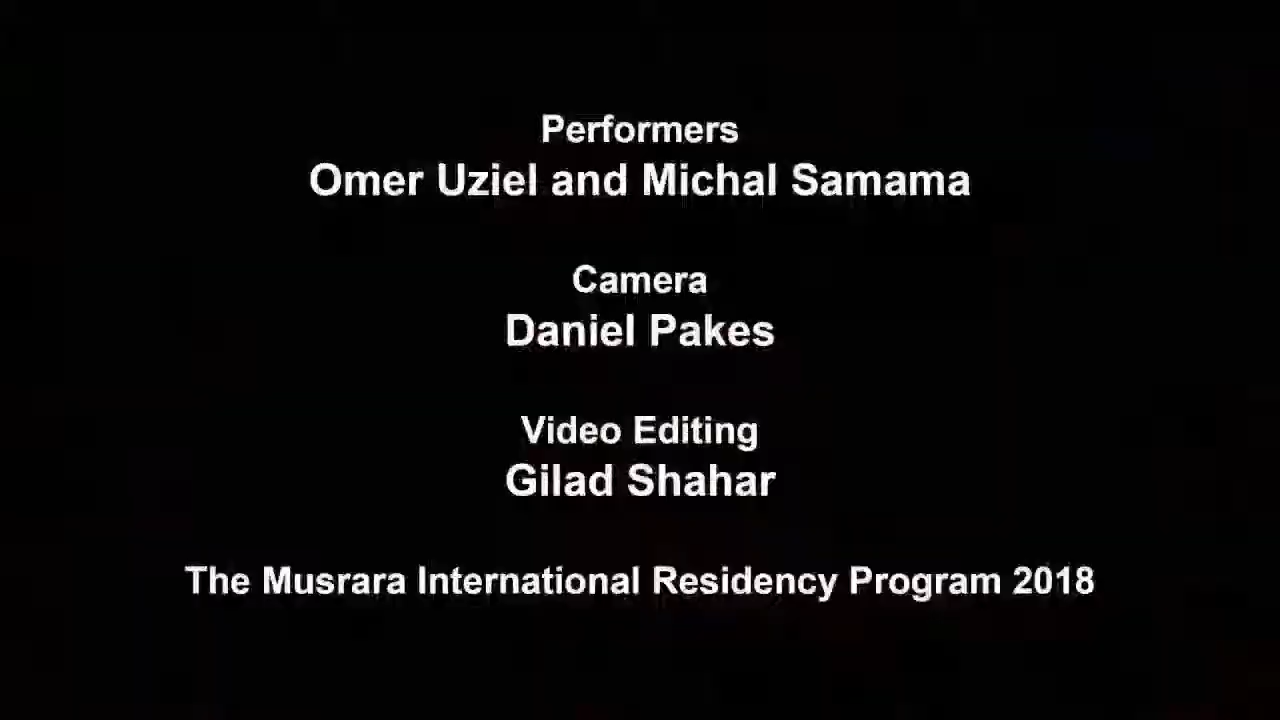 Performers
Omer Uziel and Michal Samama
Camera
Daniel Pakes
Video Editing
Gilad Shahar
The Musrara International Residency Program 2018